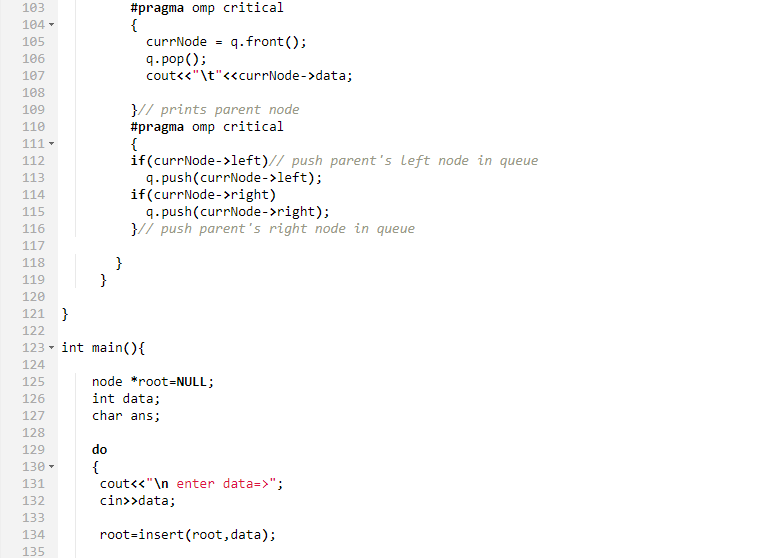 103 #pragma omp critical
104 {
105 currNode = q.front();
106 q.pop();
107 cout<<"\t"<<currNode->data;
108
109 }// prints parent node
110 #pragma omp critical
111 {
112 if(currNode->left)// push parent's left node in queue
113 q.push(currNode->left);
114 if(currNode->right)
115 q.push(currNode->right);
116 }// push parent's right node in queue
117
118 }
119 }
120
121 }
122
123 int main(){
124
125 node *root=NULL;
126 int data;
127 char ans;
128
129 do
130 {
131 cout<<"\n enter data=>";
132 cin>>data;
133
134 root=insert(root,data);
135